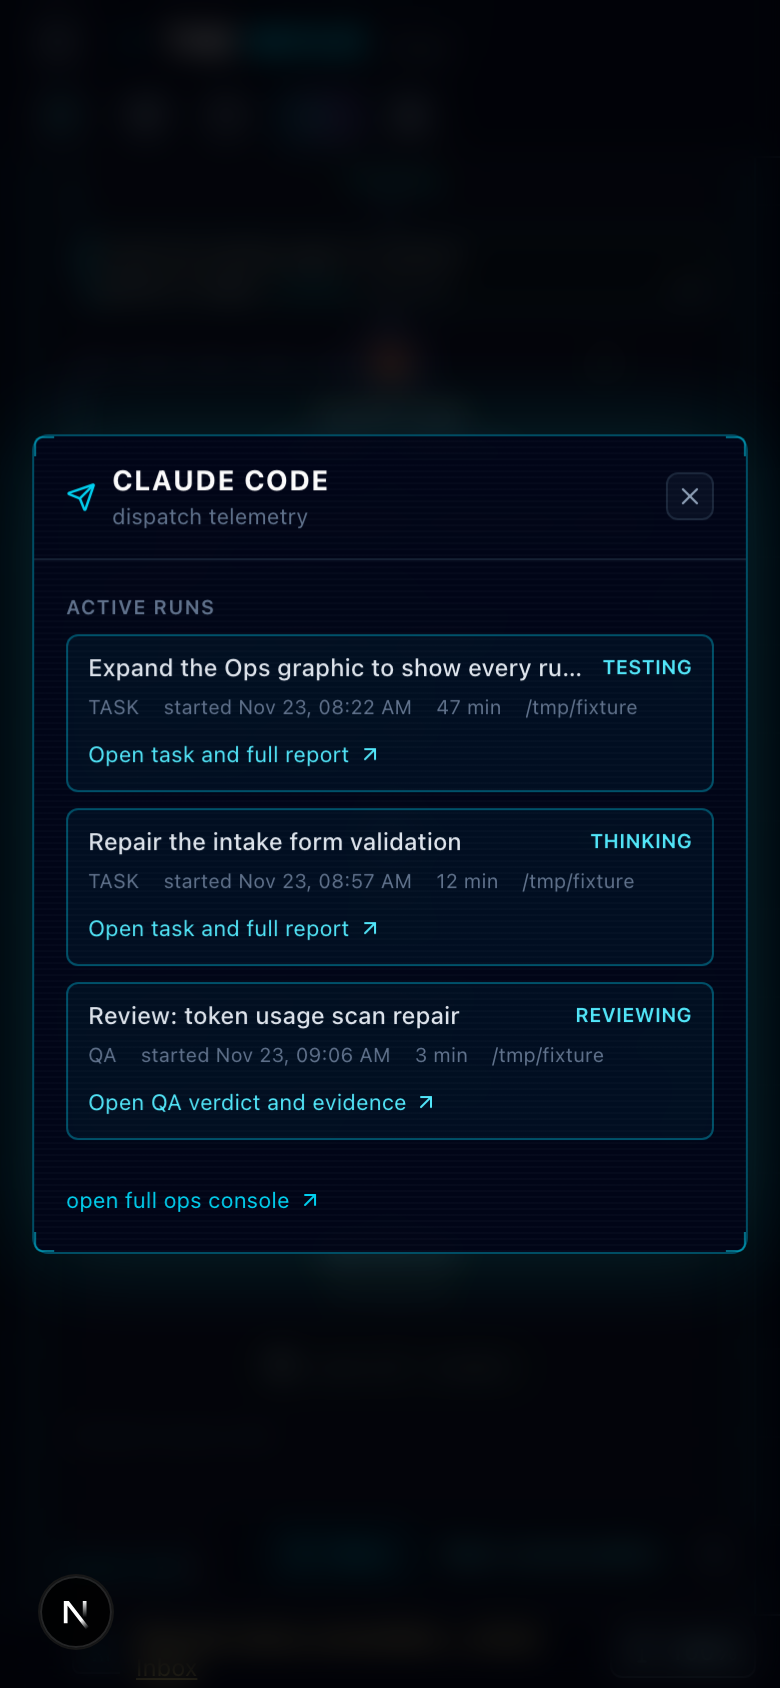 CLAUDE CODE
dispatch telemetry
ACTIVE RUNS
Expand the Ops graphic to show every ru... TESTING
TASK started Nov 23, 08:22 AM 47 min /tmp/fixture
Open task and full report
Repair the intake form validation THINKING
TASK started Nov 23, 08:57 AM 12 min /tmp/fixture
Open task and full report
Review: token usage scan repair REVIEWING
QA started Nov 23, 09:06 AM 3 min /tmp/fixture
Open QA verdict and evidence
open full ops console
N
inbox